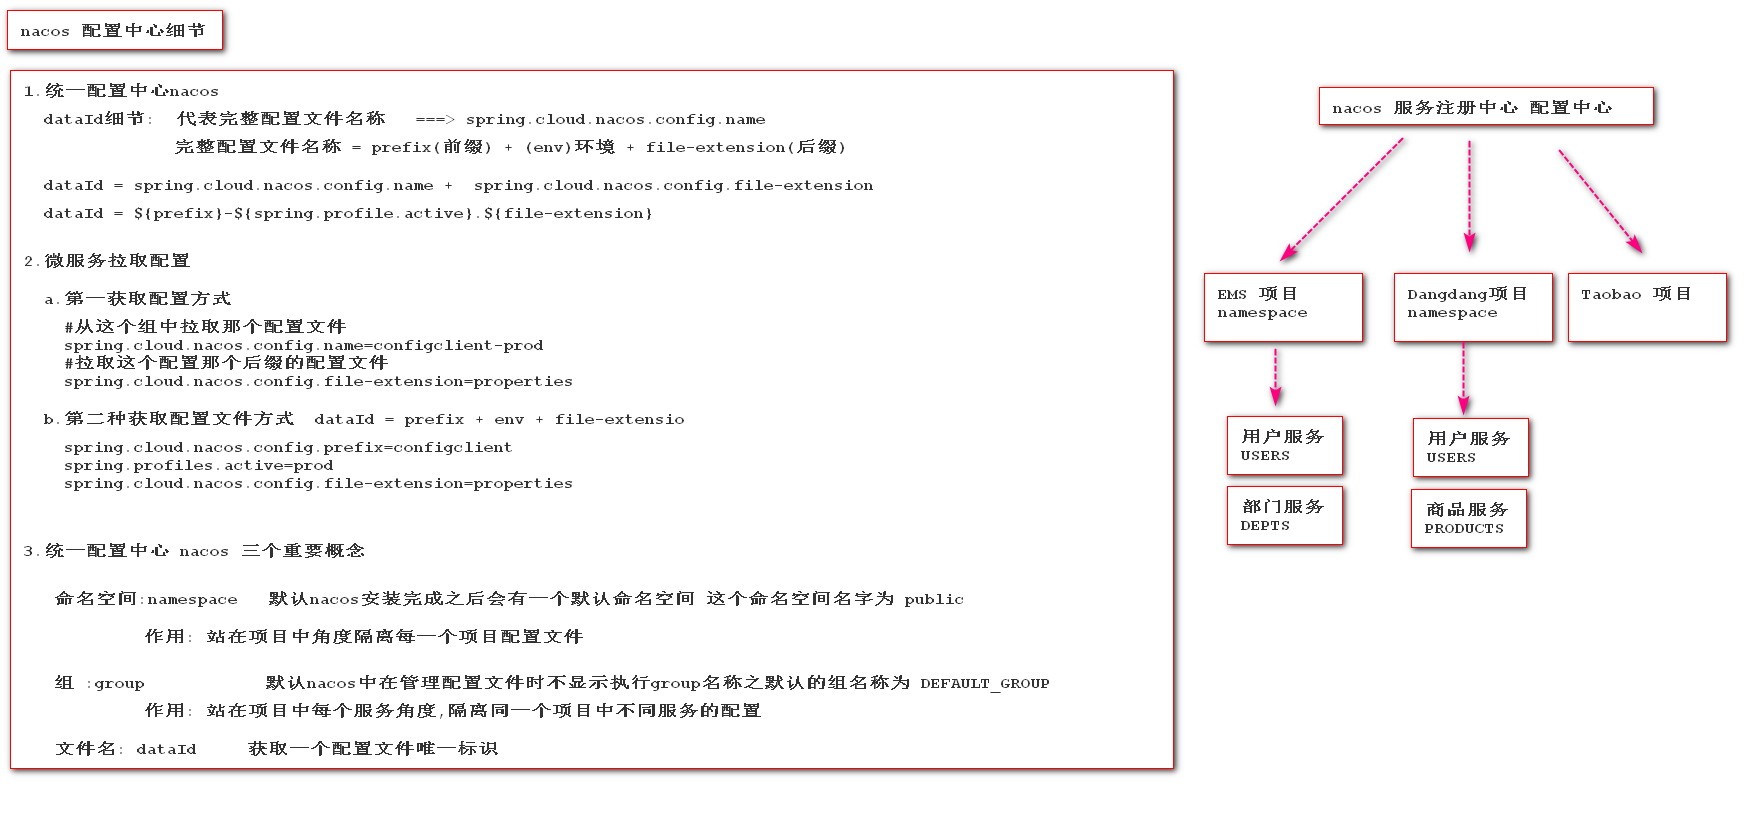 nacos 配置中心细节
1.统一配置中心nacos
dataId细节: 代表完整配置文件名称 ===> spring.cloud.nacos.config.name
完整配置文件名称 = prefix(前缀) + (env)环境 + file-extension(后缀)
dataId = spring.cloud.nacos.config.name + spring.cloud.nacos.config.file-extension
dataId = ${prefix}-${spring.profile.active}.${file-extension}
2.微服务拉取配置
a.第一获取配置方式
#从这个组中拉取那个配置文件
spring.cloud.nacos.config.name=configclient-prod
#拉取这个配置那个后缀的配置文件
spring.cloud.nacos.config.file-extension=properties
b.第二种获取配置文件方式 dataId = prefix + env + file-extensio
spring.cloud.nacos.config.prefix=configclient
spring.profiles.active=prod
spring.cloud.nacos.config.file-extension=properties
3.统一配置中心 nacos 三个重要概念
命名空间:namespace 默认nacos安装完成之后会有一个默认命名空间 这个命名空间名字为 public
作用: 站在项目中角度隔离每一个项目配置文件
组 :group 默认nacos中在管理配置文件时不显示执行group名称之默认的组名称为 DEFAULT_GROUP
作用: 站在项目中每个服务角度,隔离同一个项目中不同服务的配置
文件名: dataId 获取一个配置文件唯一标识
nacos 服务注册中心 配置中心
EMS 项目
namespace
Dangdang项目
namespace
Taobao 项目
用户服务
USERS
部门服务
DEPTS
用户服务
USERS
商品服务
PRODUCTS